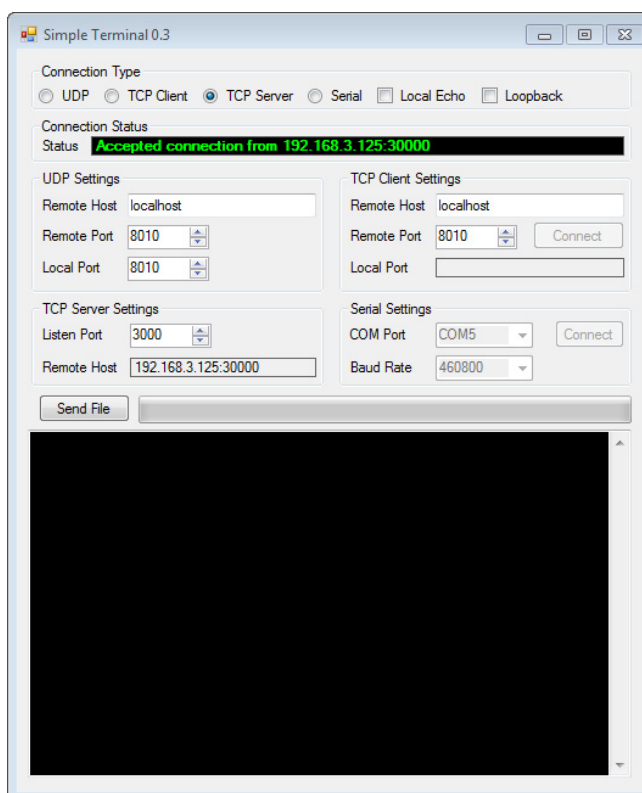 Simple Terminal 0.3
Connection Type
UDP TCP Client TCP Server Serial Local Echo Loopback
Connection Status
Status Accepted connection from 192.168.3.125:30000
UDP Settings
Remote Host localhost
Remote Port 8010
Local Port 8010
TCP Client Settings
Remote Host localhost
Remote Port 8010 Connect
Local Port
TCP Server Settings
Listen Port 3000
Remote Host 192.168.3.125:30000
Serial Settings
COM Port COM5 Connect
Baud Rate 460800
Send File